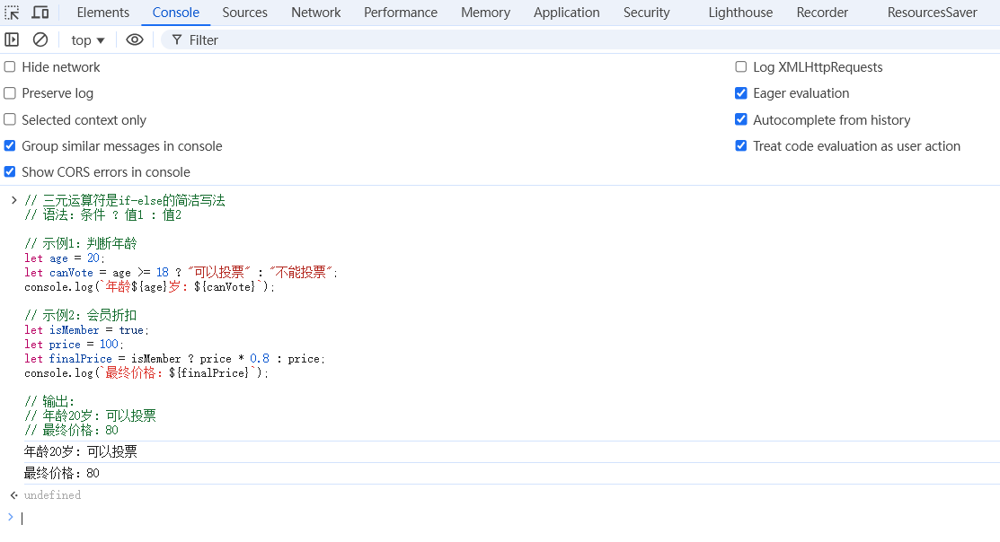 Elements Console Sources Network Performance Memory Application Security Lighthouse Recorder ResourcesSaver
top ▼ Filter
Hide network
Log XMLHttpRequests
Preserve log
Eager evaluation
Selected context only
Autocomplete from history
Group similar messages in console
Treat code evaluation as user action
Show CORS errors in console
> // 三元运算符是if-else的简洁写法
// 语法: 条件 ? 值1 : 值2
// 示例1: 判断年龄
let age = 20;
let canVote = age >= 18 ? "可以投票" : "不能投票";
console.log(`年龄${age}岁: ${canVote}`);
// 示例2: 会员折扣
let isMember = true;
let price = 100;
let finalPrice = isMember ? price * 0.8 : price;
console.log(`最终价格: ${finalPrice}`);
// 输出:
// 年龄20岁: 可以投票
// 最终价格: 80
年龄20岁: 可以投票
最终价格: 80
undefined
>